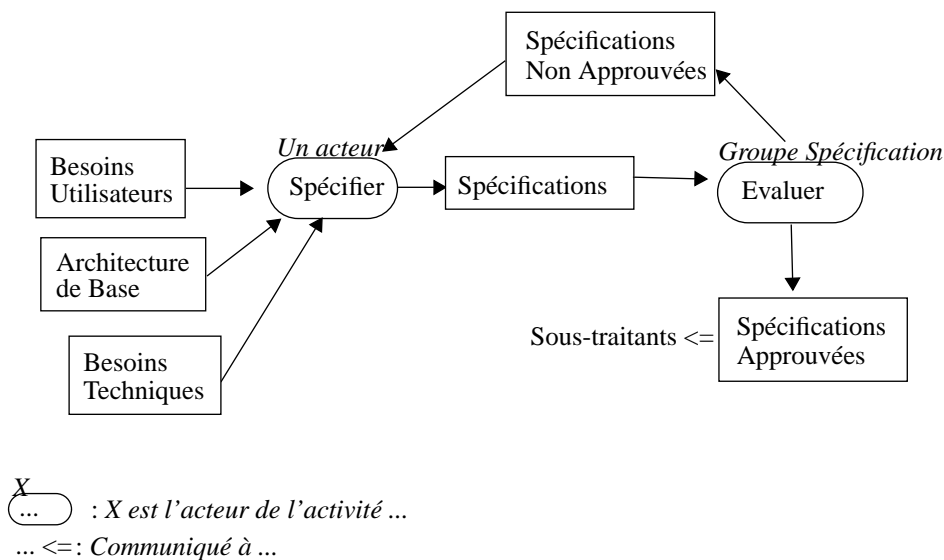 Spécifications
Non Approuvées
Un acteur
Groupe Spécification
Besoins
Utilisateurs
Spécifier
Spécifications
Evaluer
Architecture
de Base
Sous-traitants <=
Spécifications
Approuvées
Besoins
Techniques
X
... : X est l'acteur de l'activité ...
... <= : Communiqué à ...